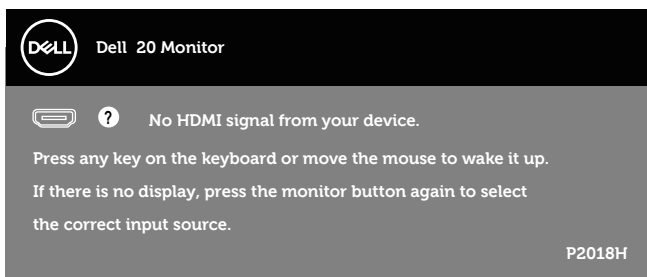 DELL
Dell 20 Monitor
? No HDMI signal from your device.
Press any key on the keyboard or move the mouse to wake it up.
If there is no display, press the monitor button again to select
the correct input source.
P2018H